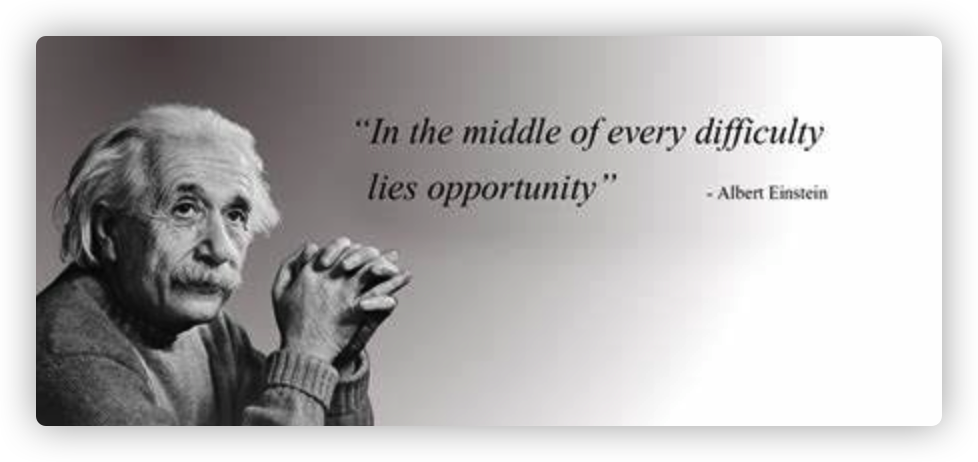 “In the middle of every difficulty
lies opportunity”
- Albert Einstein